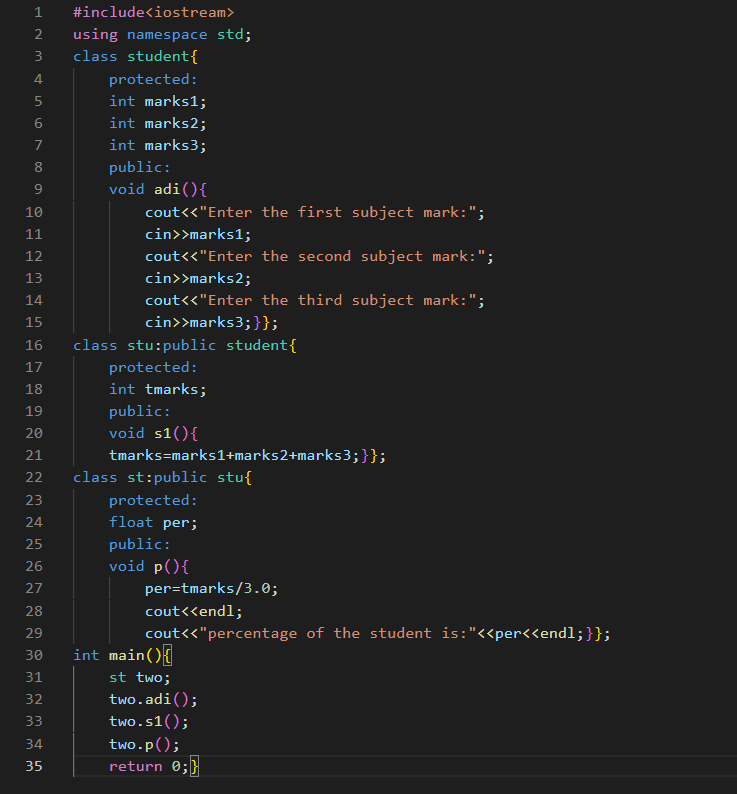 1 #include<iostream>
2 using namespace std;
3 class student{
4 protected:
5 int marks1;
6 int marks2;
7 int marks3;
8 public:
9 void adi(){
10 cout<<"Enter the first subject mark:";
11 cin>>marks1;
12 cout<<"Enter the second subject mark:";
13 cin>>marks2;
14 cout<<"Enter the third subject mark:";
15 cin>>marks3;}};
16 class stu:public student{
17 protected:
18 int tmarks;
19 public:
20 void s1(){
21 tmarks=marks1+marks2+marks3;}};
22 class st:public stu{
23 protected:
24 float per;
25 public:
26 void p(){
27 per=tmarks/3.0;
28 cout<<endl;
29 cout<<"percentage of the student is:"<<per<<endl;}};
30 int main(){
31 st two;
32 two.adi();
33 two.s1();
34 two.p();
35 return 0;}